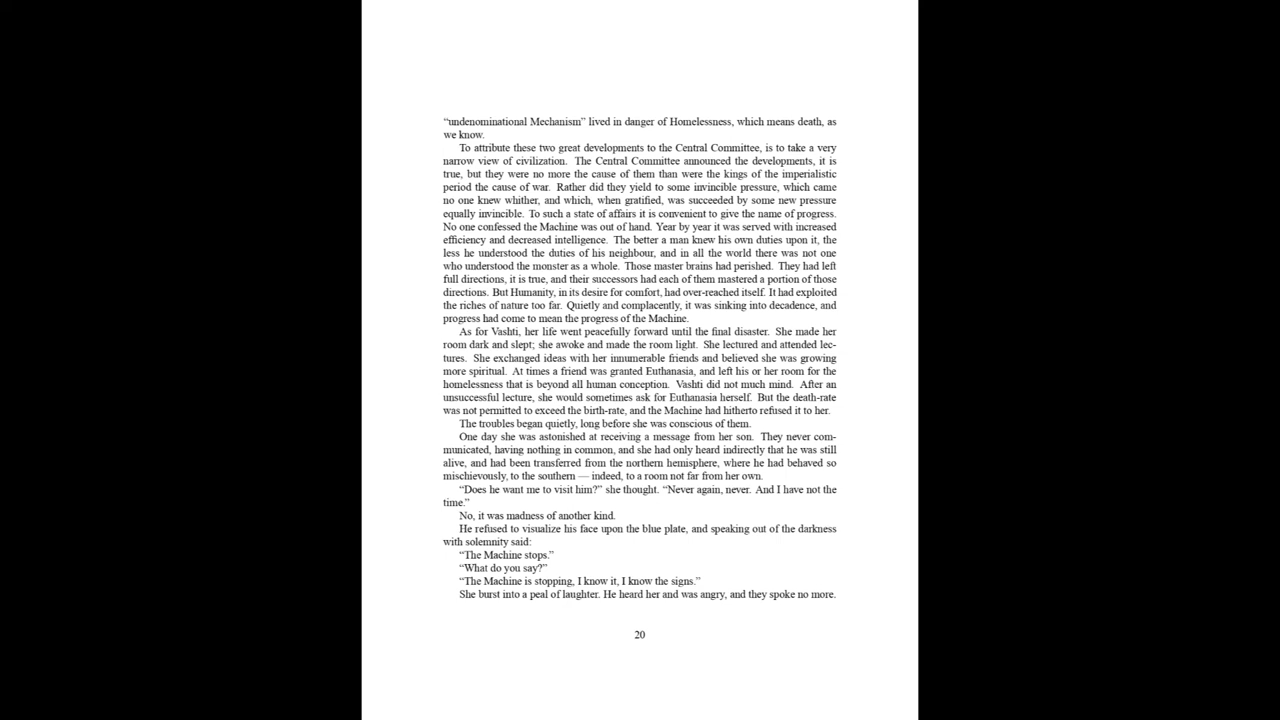 “undenominational Mechanism” lived in danger of Homelessness, which means death, as
we know.
To attribute these two great developments to the Central Committee, is to take a very
narrow view of civilization. The Central Committee announced the developments, it is
true, but they were no more the cause of them than were the kings of the imperialistic
period the cause of war. Rather did they yield to some invincible pressure, which came
no one knew whither, and which, when gratified, was succeeded by some new pressure
equally invincible. To such a state of affairs it is convenient to give the name of progress.
No one confessed the Machine was out of hand. Year by year it was served with increased
efficiency and decreased intelligence. The better a man knew his own duties upon it, the
less he understood the duties of his neighbour, and in all the world there was not one
who understood the monster as a whole. Those master brains had perished. They had left
full directions, it is true, and their successors had each of them mastered a portion of those
directions. But Humanity, in its desire for comfort, had over-reached itself. It had exploited
the riches of nature too far. Quietly and complacently, it was sinking into decadence, and
progress had come to mean the progress of the Machine.
As for Vashti, her life went peacefully forward until the final disaster. She made her
room dark and slept; she awoke and made the room light. She lectured and attended lec-
tures. She exchanged ideas with her innumerable friends and believed she was growing
more spiritual. At times a friend was granted Euthanasia, and left his or her room for the
homelessness that is beyond all human conception. Vashti did not much mind. After an
unsuccessful lecture, she would sometimes ask for Euthanasia herself. But the death-rate
was not permitted to exceed the birth-rate, and the Machine had hitherto refused it to her.
The troubles began quietly, long before she was conscious of them.
One day she was astonished at receiving a message from her son. They never com-
municated, having nothing in common, and she had only heard indirectly that he was still
alive, and had been transferred from the northern hemisphere, where he had behaved so
mischievously, to the southern — indeed, to a room not far from her own.
“Does he want me to visit him?” she thought. “Never again, never. And I have not the
time.”
No, it was madness of another kind.
He refused to visualize his face upon the blue plate, and speaking out of the darkness
with solemnity said:
“The Machine stops.”
“What do you say?”
“The Machine is stopping, I know it, I know the signs.”
She burst into a peal of laughter. He heard her and was angry, and they spoke no more.
20